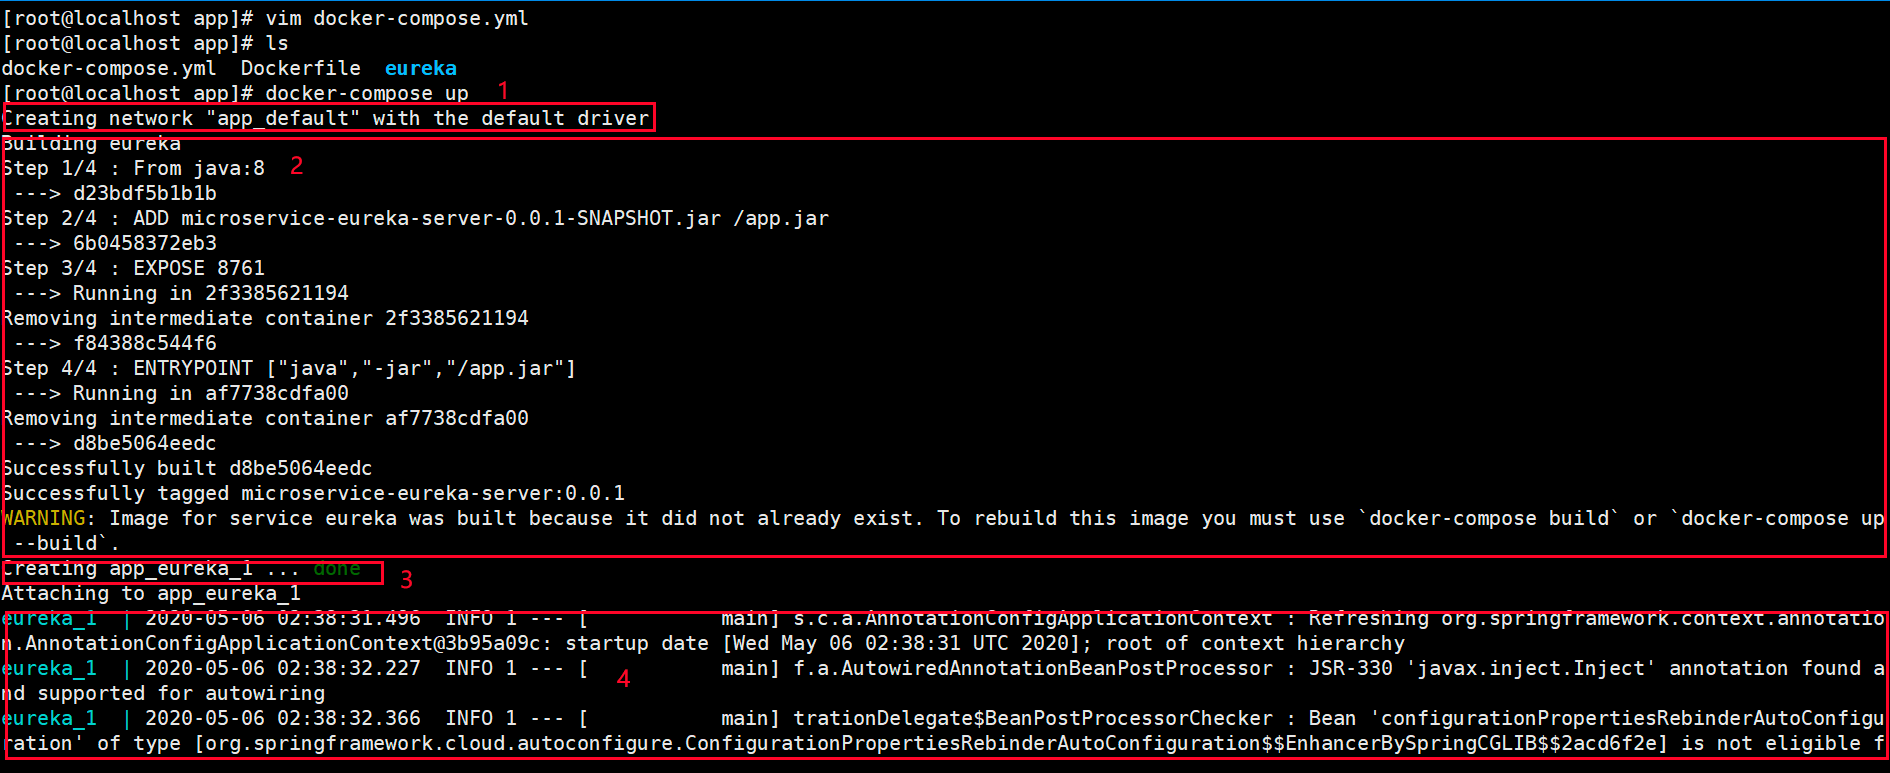 [root@localhost app]# vim docker-compose.yml
[root@localhost app]# ls
docker-compose.yml  Dockerfile  eureka
[root@localhost app]# docker-compose up  1
Creating network "app_default" with the default driver
Building eureka
Step 1/4 : From java:8  2
 ---> d23bdf5b1b1b
Step 2/4 : ADD microservice-eureka-server-0.0.1-SNAPSHOT.jar /app.jar
 ---> 6b0458372eb3
Step 3/4 : EXPOSE 8761
 ---> Running in 2f3385621194
Removing intermediate container 2f3385621194
 ---> f84388c544f6
Step 4/4 : ENTRYPOINT ["java","-jar","/app.jar"]
 ---> Running in af7738cdfa00
Removing intermediate container af7738cdfa00
 ---> d8be5064eedc
Successfully built d8be5064eedc
Successfully tagged microservice-eureka-server:0.0.1
WARNING: Image for service eureka was built because it did not already exist. To rebuild this image you must use `docker-compose build` or `docker-compose up
 --build`.
Creating app_eureka_1 ... done  3
Attaching to app_eureka_1
eureka_1  | 2020-05-06 02:38:31.496  INFO 1 --- [           main] s.c.a.AnnotationConfigApplicationContext : Refreshing org.springframework.context.annotatio
n.AnnotationConfigApplicationContext@3b95a09c: startup date [Wed May 06 02:38:31 UTC 2020]; root of context hierarchy
eureka_1  | 2020-05-06 02:38:32.227  INFO 1 --- [  4        main] f.a.AutowiredAnnotationBeanPostProcessor : JSR-330 'javax.inject.Inject' annotation found a
nd supported for autowiring
eureka_1  | 2020-05-06 02:38:32.366  INFO 1 --- [           main] trationDelegate$BeanPostProcessorChecker : Bean 'configurationPropertiesRebinderAutoConfigu
ration' of type [org.springframework.cloud.autoconfigure.ConfigurationPropertiesRebinderAutoConfiguration$$EnhancerBySpringCGLIB$$2acd6f2e] is not eligible f